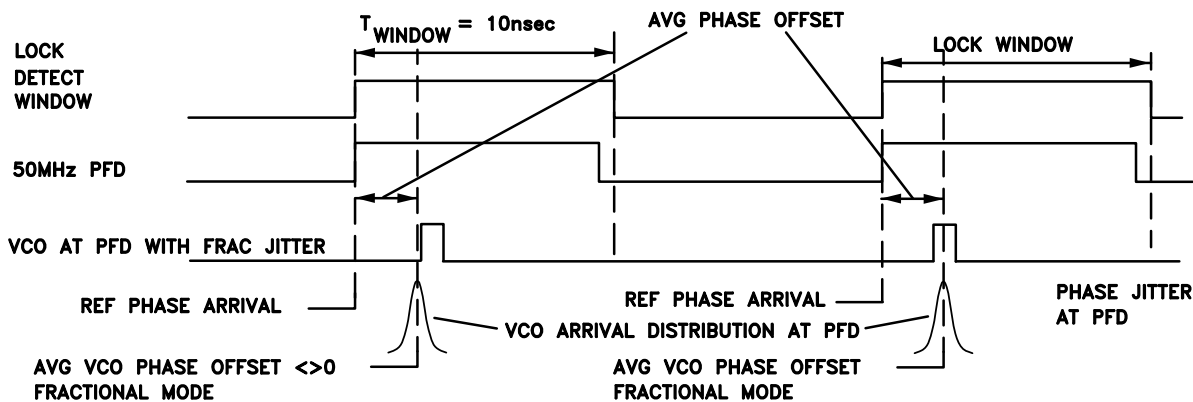 T WINDOW = 10nsec
AVG PHASE OFFSET
LOCK
DETECT
WINDOW
LOCK WINDOW
50MHz PFD
VCO AT PFD WITH FRAC JITTER
REF PHASE ARRIVAL
REF PHASE ARRIVAL
PHASE JITTER
AT PFD
VCO ARRIVAL DISTRIBUTION AT PFD
AVG VCO PHASE OFFSET <>0
FRACTIONAL MODE
AVG VCO PHASE OFFSET
FRACTIONAL MODE